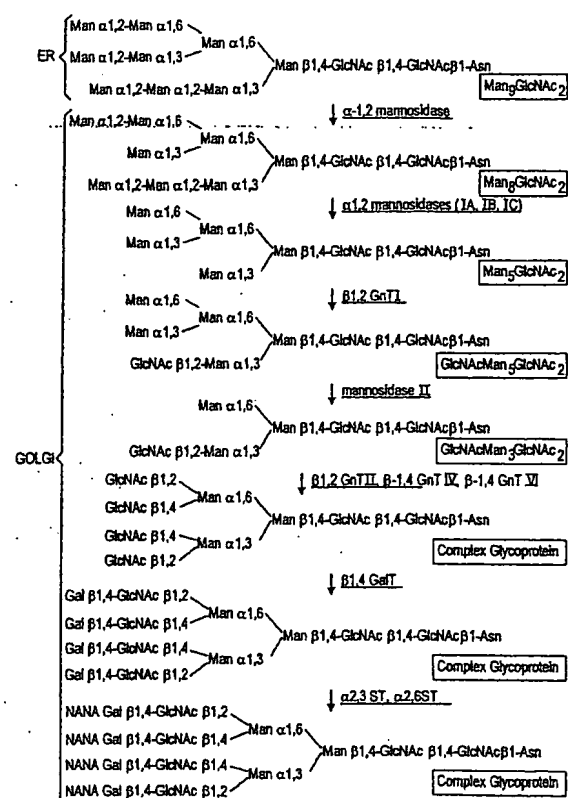 Man α1,2-Man α1,6
Man α1,6
ER
Man α1,2-Man α1,3
Man β1,4-GlcNAc β1,4-GlcNAcβ1-Asn
Man α1,2-Man α1,2-Man α1,3
Man9GlcNAc2
α-1,2 mannosidase
Man α1,2-Man α1,6
Man α1,6
Man α1,3
Man β1,4-GlcNAc β1,4-GlcNAcβ1-Asn
Man α1,2-Man α1,2-Man α1,3
Man8GlcNAc2
α1,2 mannosidases (IA, IB, IC)
Man α1,6
Man α1,6
Man α1,3
Man β1,4-GlcNAc β1,4-GlcNAcβ1-Asn
Man α1,3
Man5GlcNAc2
β1,2 GnTI
Man α1,6
Man α1,6
Man α1,3
Man β1,4-GlcNAc β1,4-GlcNAcβ1-Asn
GlcNAc β1,2-Man α1,3
GlcNAcMan5GlcNAc2
mannosidase II
Man α1,6
Man β1,4-GlcNAc β1,4-GlcNAcβ1-Asn
GlcNAc β1,2-Man α1,3
GlcNAcMan3GlcNAc2
GOLGI
β1,2 GnTII, β-1,4 GnT IV, β-1,4 GnT VI
GlcNAc β1,2
Man α1,6
GlcNAc β1,4
Man β1,4-GlcNAc β1,4-GlcNAcβ1-Asn
GlcNAc β1,4
Man α1,3
GlcNAc β1,2
Complex Glycoprotein
β1,4 GalT
Gal β1,4-GlcNAc β1,2
Man α1,6
Gal β1,4-GlcNAc β1,4
Man β1,4-GlcNAc β1,4-GlcNAcβ1-Asn
Gal β1,4-GlcNAc β1,4
Man α1,3
Gal β1,4-GlcNAc β1,2
Complex Glycoprotein
α2,3 ST, α2,6ST
NANA Gal β1,4-GlcNAc β1,2
Man α1,6
NANA Gal β1,4-GlcNAc β1,4
Man β1,4-GlcNAc β1,4-GlcNAcβ1-Asn
NANA Gal β1,4-GlcNAc β1,4
Man α1,3
NANA Gal β1,4-GlcNAc β1,2
Complex Glycoprotein